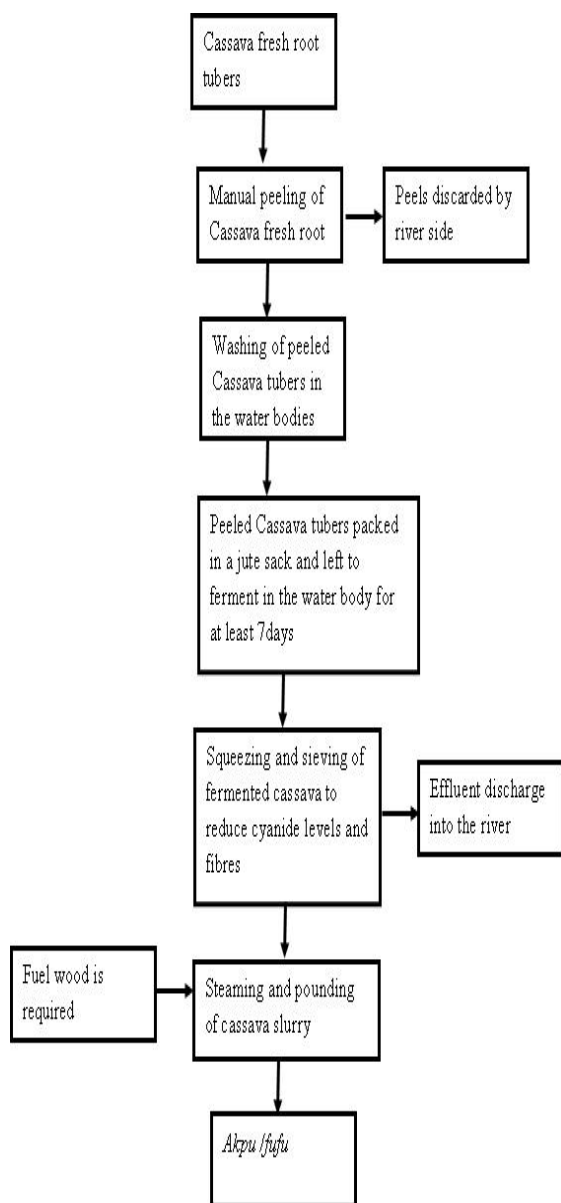 Cassava fresh root
tubers
Manual peeling of
Cassava fresh root
Peels discarded by
river side
Washing of peeled
Cassava tubers in
the water bodies
Peeled Cassava tubers packed
in a jute sack and left to
ferment in the water body for
at least 7days
Squeezing and sieving of
fermented cassava to
reduce cyanide levels and
fibres
Effluent discharge
into the river
Fuel wood is
required
Steaming and pounding
of cassava slurry
Akpu /fufu